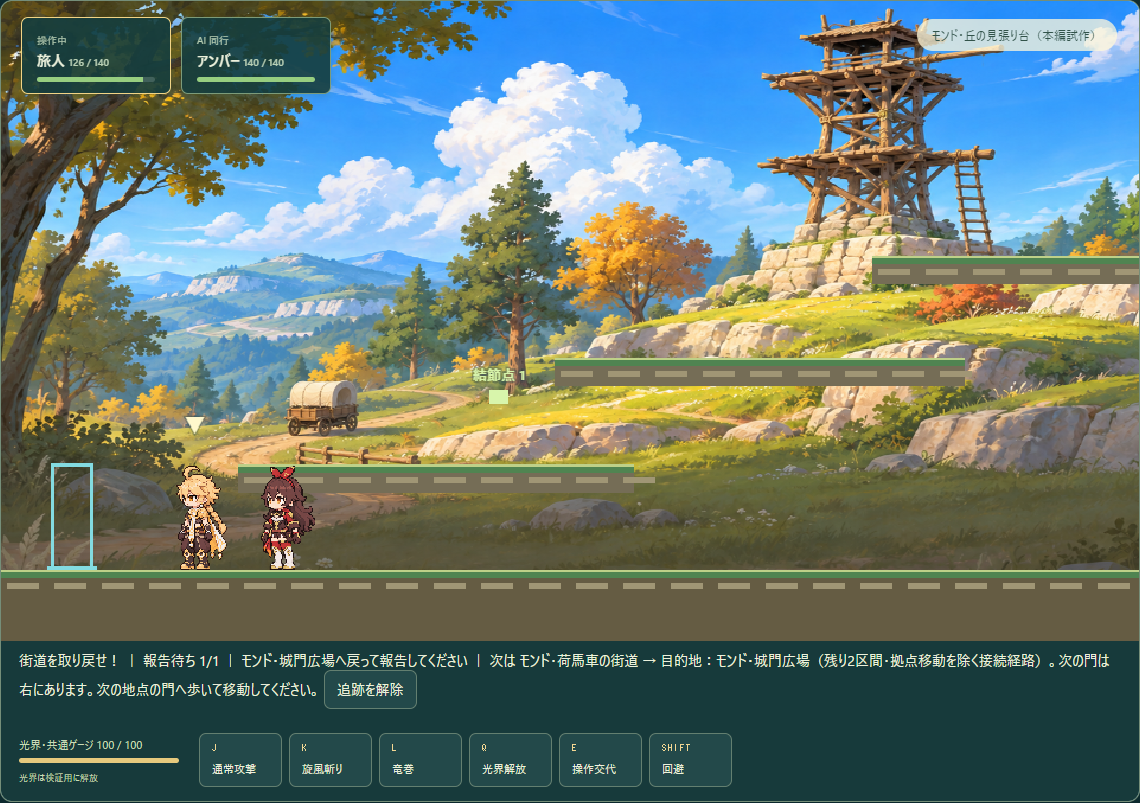 操作中
旅人 126 / 140
AI 同行
アンバー 140 / 140
モンド・丘の見張り台（本編試作）
結節点 1
街道を取り戻せ！ ｜ 報告待ち 1/1 ｜ モンド・城門広場へ戻って報告してください ｜ 次は モンド・荷馬車の街道 → 目的地：モンド・城門広場（残り2区間・拠点移動を除く接続経路）。次の門は
右にあります。次の地点の門へ歩いて移動してください。 追跡を解除
光界・共通ゲージ 100 / 100
光界は検証用に解放
J
通常攻撃
K
旋風斬り
L
竜巻
Q
光界解放
E
操作交代
SHIFT
回避